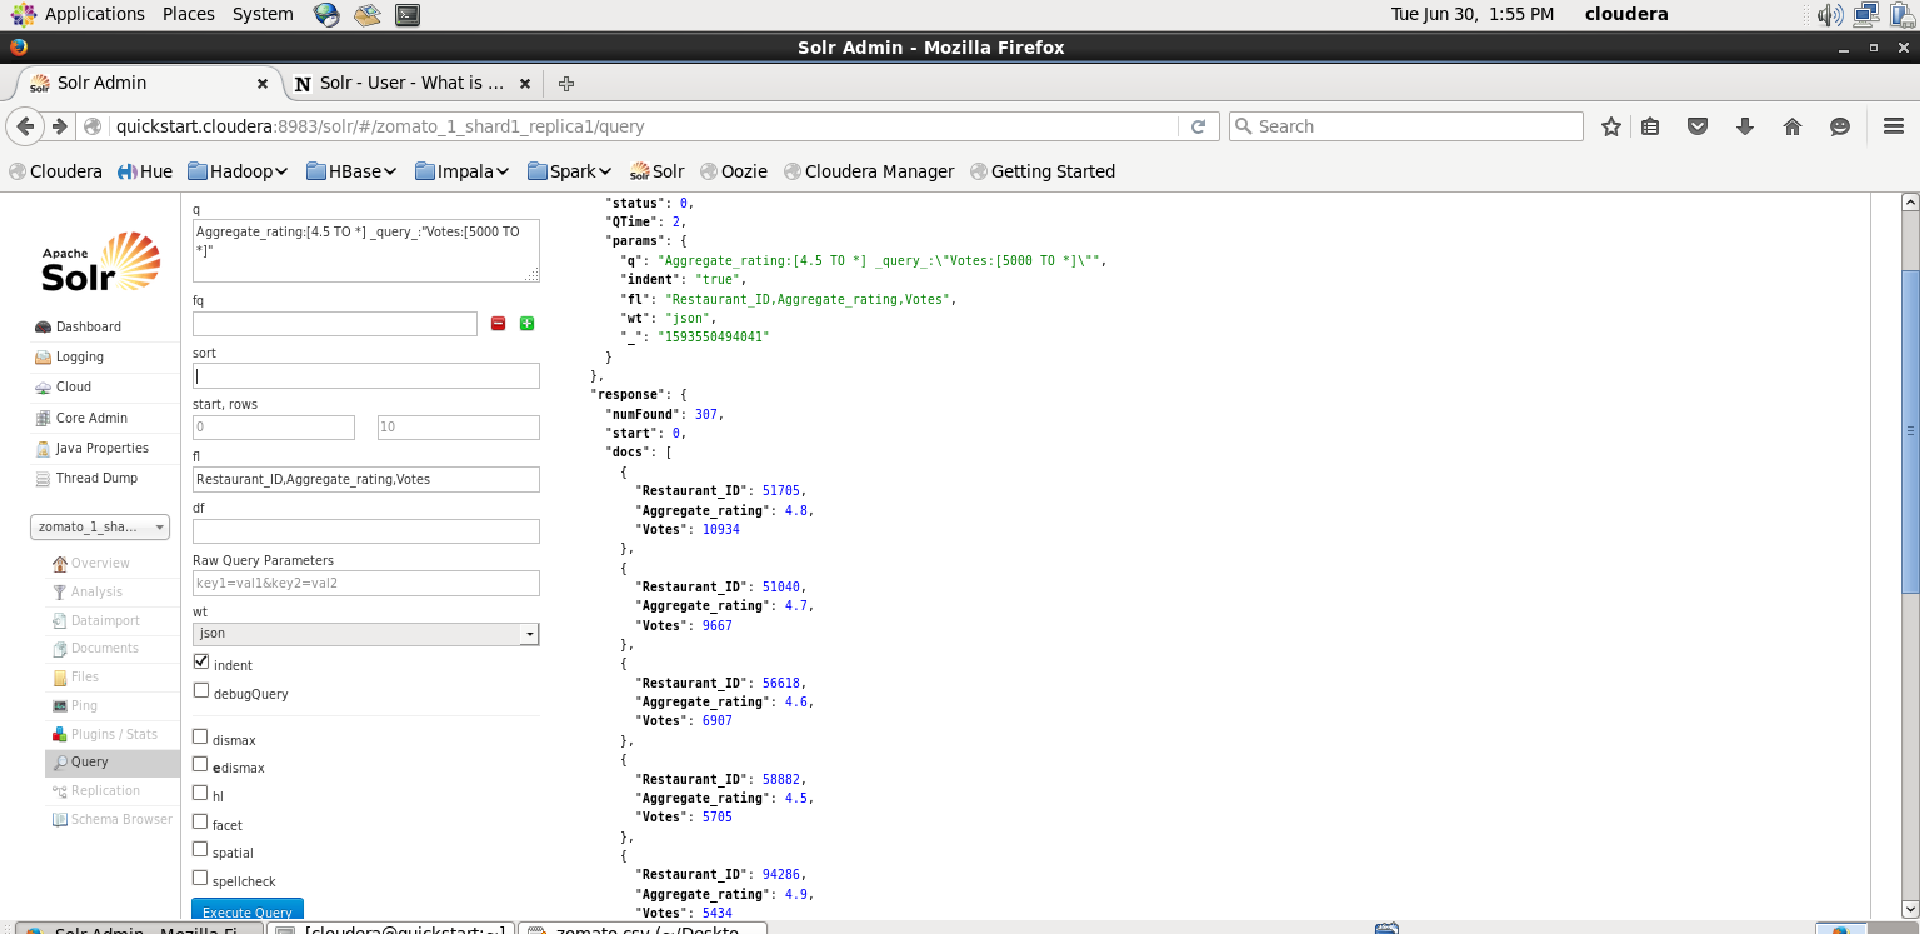 Applications Places System Tue Jun 30, 1:55 PM cloudera
Solr Admin - Mozilla Firefox
Solr Admin Solr - User - What is ...
quickstart.cloudera:8983/solr/#/zomato_1_shard1_replica1/query Search
Cloudera Hue Hadoop HBase Impala Spark Solr Oozie Cloudera Manager Getting Started
Apache
Solr
Dashboard
Logging
Cloud
Core Admin
Java Properties
Thread Dump
zomato_1_sha...
Overview
Analysis
Dataimport
Documents
Files
Ping
Plugins / Stats
Query
Replication
Schema Browser
q
Aggregate_rating:[4.5 TO *] _query_:"Votes:[5000 TO
*]"
fq
sort
start, rows
0 10
fl
Restaurant_ID,Aggregate_rating,Votes
df
Raw Query Parameters
key1=val1&key2=val2
wt
json
indent
debugQuery
dismax
edismax
hl
facet
spatial
spellcheck
Execute Query
"status": 0,
"QTime": 2,
"params": {
"q": "Aggregate_rating:[4.5 TO *] _query_:\"Votes:[5000 TO *]\"",
"indent": "true",
"fl": "Restaurant_ID,Aggregate_rating,Votes",
"wt": "json",
"_": "1593550494041"
}
},
"response": {
"numFound": 307,
"start": 0,
"docs": [
{
"Restaurant_ID": 51705,
"Aggregate_rating": 4.8,
"Votes": 10934
},
{
"Restaurant_ID": 51040,
"Aggregate_rating": 4.7,
"Votes": 9667
},
{
"Restaurant_ID": 56618,
"Aggregate_rating": 4.6,
"Votes": 6907
},
{
"Restaurant_ID": 58882,
"Aggregate_rating": 4.5,
"Votes": 5705
},
{
"Restaurant_ID": 94286,
"Aggregate_rating": 4.9,
"Votes": 5434
Solr Admin - Mozilla Fi... [cloudera@quickstart:~] zomato.csv (~/Deskto...